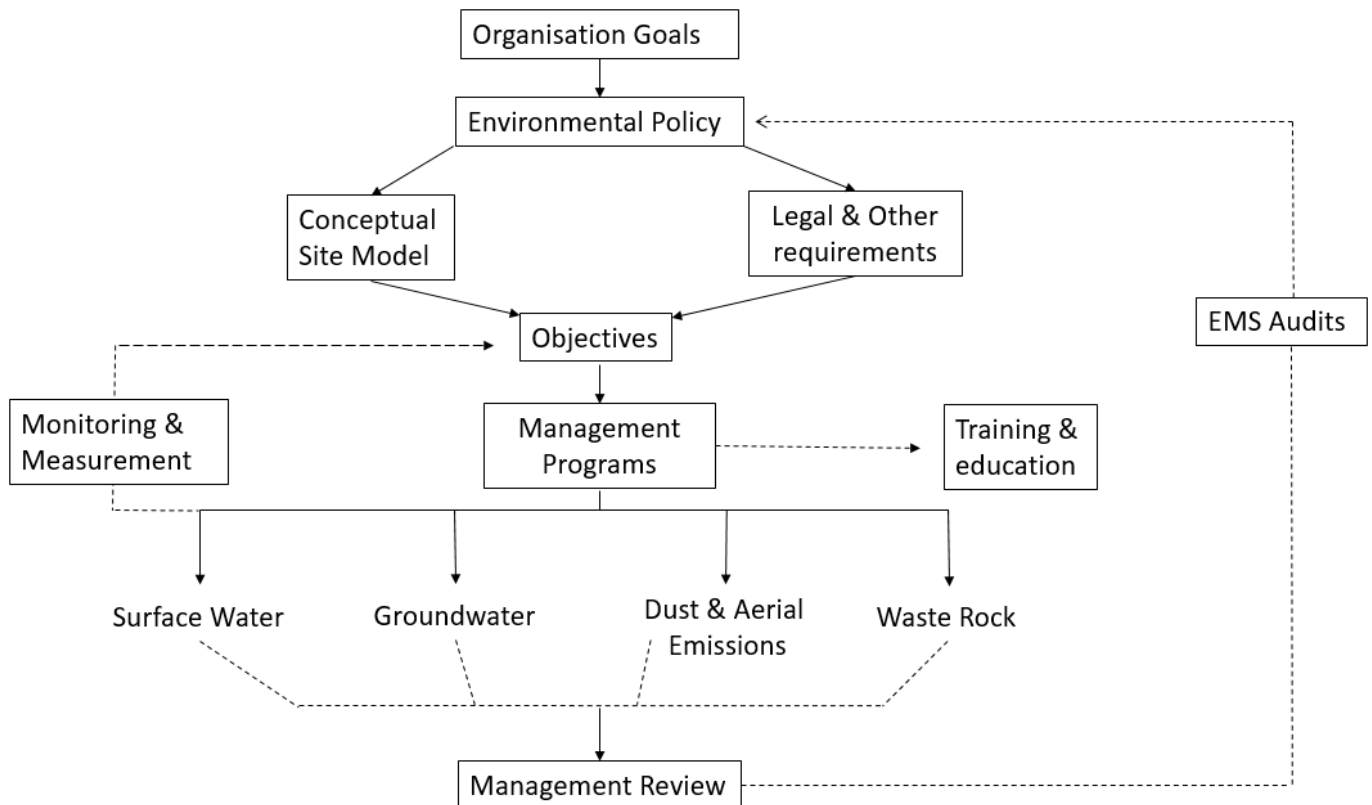 Organisation Goals
Environmental Policy
Conceptual
Site Model
Legal & Other
requirements
EMS Audits
Objectives
Monitoring &
Measurement
Management
Programs
Training &
education
Surface Water
Groundwater
Dust & Aerial
Emissions
Waste Rock
Management Review